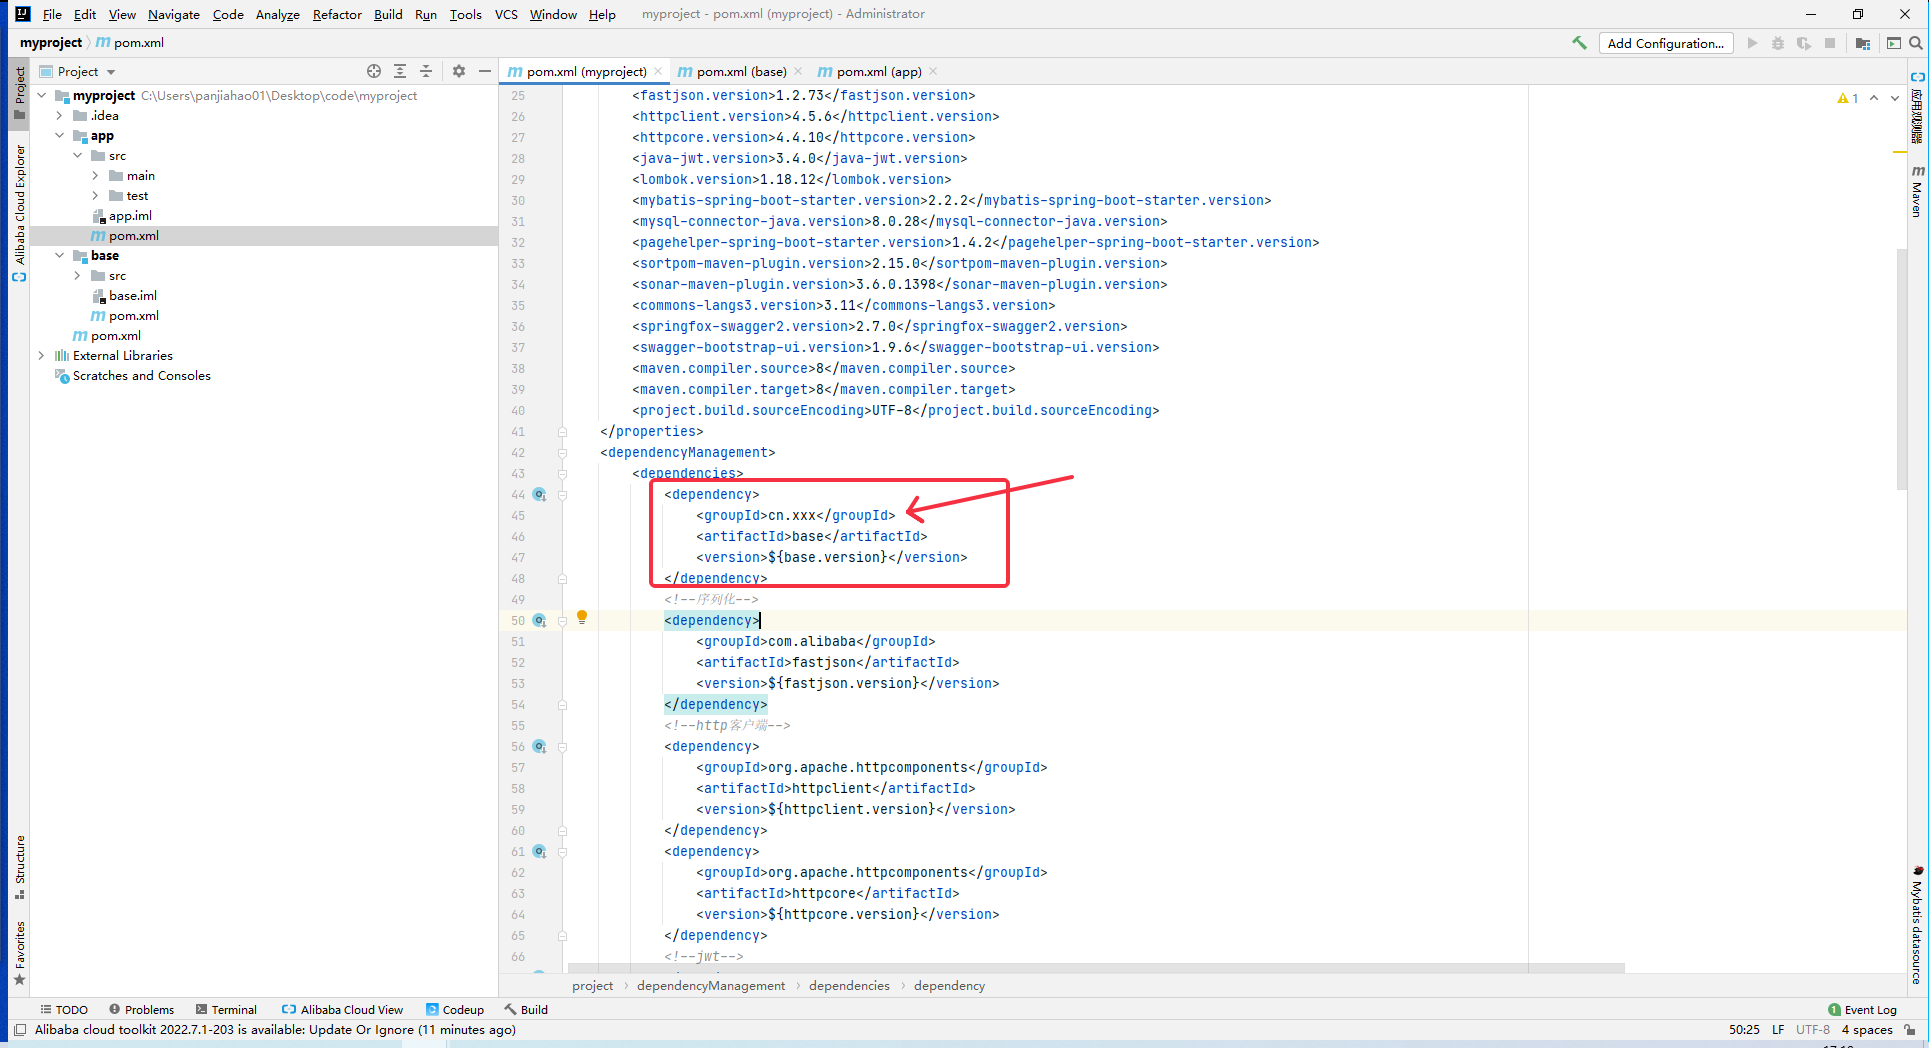 File Edit View Navigate Code Analyze Refactor Build Run Tools VCS Window Help myproject - pom.xml (myproject) - Administrator
myproject pom.xml
Add Configuration...
Project
pom.xml (myproject) pom.xml (base) pom.xml (app)
myproject C:\Users\panjiahao01\Desktop\code\myproject
.idea
app
src
main
test
app.iml
pom.xml
base
src
base.iml
pom.xml
pom.xml
External Libraries
Scratches and Consoles
Project
Alibaba Cloud Explorer
Structure
Favorites
25 <fastjson.version>1.2.73</fastjson.version>
26 <httpclient.version>4.5.6</httpclient.version>
27 <httpcore.version>4.4.10</httpcore.version>
28 <java-jwt.version>3.4.0</java-jwt.version>
29 <lombok.version>1.18.12</lombok.version>
30 <mybatis-spring-boot-starter.version>2.2.2</mybatis-spring-boot-starter.version>
31 <mysql-connector-java.version>8.0.28</mysql-connector-java.version>
32 <pagehelper-spring-boot-starter.version>1.4.2</pagehelper-spring-boot-starter.version>
33 <sortpom-maven-plugin.version>2.15.0</sortpom-maven-plugin.version>
34 <sonar-maven-plugin.version>3.6.0.1398</sonar-maven-plugin.version>
35 <commons-langs3.version>3.11</commons-langs3.version>
36 <springfox-swagger2.version>2.7.0</springfox-swagger2.version>
37 <swagger-bootstrap-ui.version>1.9.6</swagger-bootstrap-ui.version>
38 <maven.compiler.source>8</maven.compiler.source>
39 <maven.compiler.target>8</maven.compiler.target>
40 <project.build.sourceEncoding>UTF-8</project.build.sourceEncoding>
41 </properties>
42 <dependencyManagement>
43 <dependencies>
44 <dependency>
45 <groupId>cn.xxx</groupId>
46 <artifactId>base</artifactId>
47 <version>${base.version}</version>
48 </dependency>
49 <!--序列化-->
50 <dependency>
51 <groupId>com.alibaba</groupId>
52 <artifactId>fastjson</artifactId>
53 <version>${fastjson.version}</version>
54 </dependency>
55 <!--http客户端-->
56 <dependency>
57 <groupId>org.apache.httpcomponents</groupId>
58 <artifactId>httpclient</artifactId>
59 <version>${httpclient.version}</version>
60 </dependency>
61 <dependency>
62 <groupId>org.apache.httpcomponents</groupId>
63 <artifactId>httpcore</artifactId>
64 <version>${httpcore.version}</version>
65 </dependency>
66 <!--jwt-->
1
应用观测器
Maven
Mybatis datasource
project dependencyManagement dependencies dependency
TODO Problems Terminal Alibaba Cloud View Codeup Build 1 Event Log
Alibaba cloud toolkit 2022.7.1-203 is available: Update Or Ignore (11 minutes ago) 50:25 LF UTF-8 4 spaces